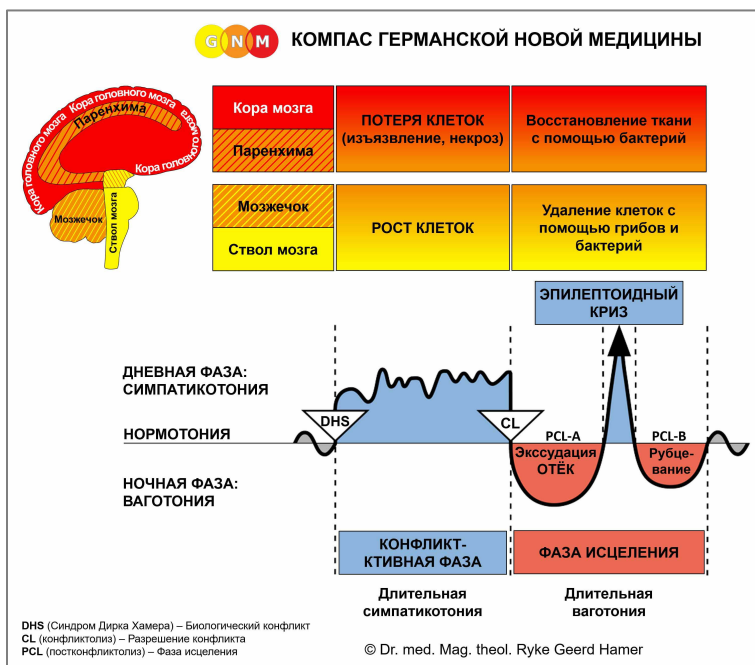 GNM КОМПАС ГЕРМАНСКОЙ НОВОЙ МЕДИЦИНЫ
Кора головного мозга
Кора головного мозга
Кора головного мозга
Паренхима
Мозжечок
Ствол мозга
Кора мозга
Паренхима
ПОТЕРЯ КЛЕТОК
(изъязвление, некроз)
Восстановление ткани
с помощью бактерий
Мозжечок
Ствол мозга
РОСТ КЛЕТОК
Удаление клеток с
помощью грибов и
бактерий
ЭПИЛЕПТОИДНЫЙ
КРИЗ
ДНЕВНАЯ ФАЗА:
СИМПАТИКОТОНИЯ
DHS
CL
НОРМОТОНИЯ
PCL-A
Экссудация
ОТЁК
PCL-B
Рубце-
вание
НОЧНАЯ ФАЗА:
ВАГОТОНИЯ
КОНФЛИКТ-
КТИВНАЯ ФАЗА
ФАЗА ИСЦЕЛЕНИЯ
Длительная
симпатикотония
Длительная
ваготония
DHS (Синдром Дирка Хамера) – Биологический конфликт
CL (конфликтолиз) – Разрешение конфликта
PCL (постконфликтолиз) – Фаза исцеления
© Dr. med. Mag. theol. Ryke Geerd Hamer